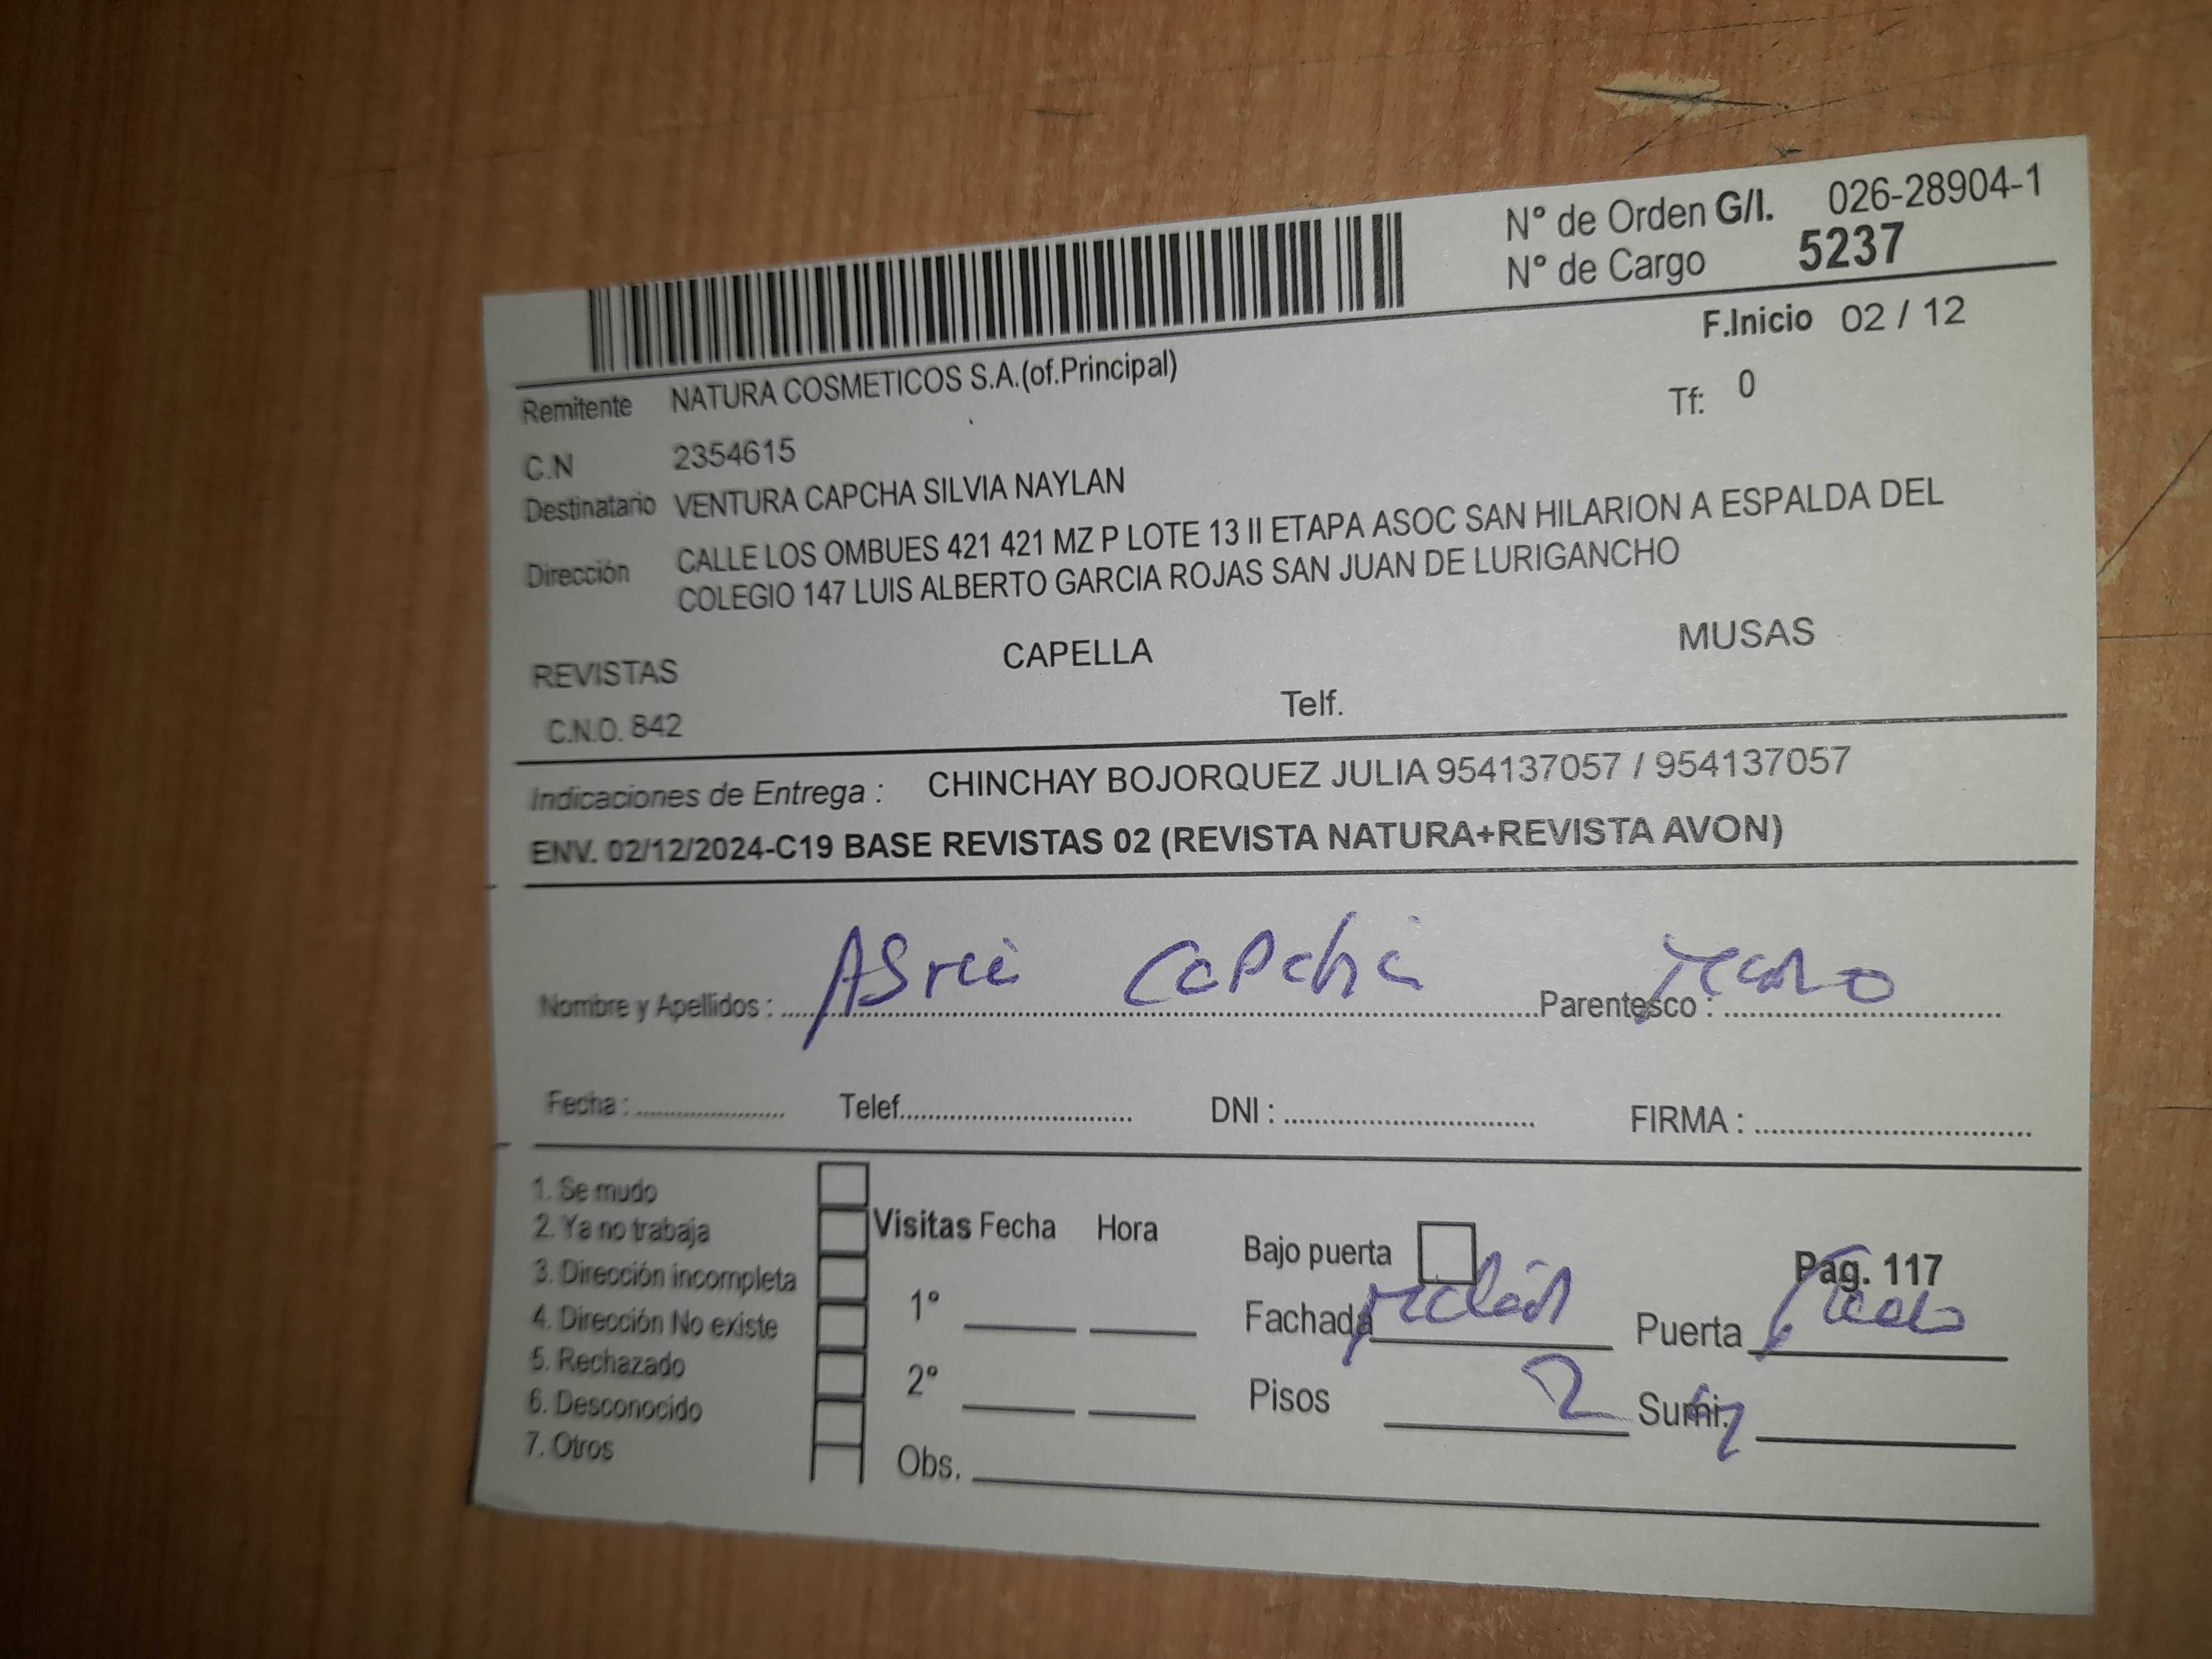 N° de Orden G/I. 026-28904-1
N° de Cargo 5237
F.Inicio 02 / 12
Remitente NATURA COSMETICOS S.A.(of.Principal)
Tf: 0
C.N 2354615
Destinatario VENTURA CAPCHA SILVIA NAYLAN
Dirección CALLE LOS OMBUES 421 421 MZ P LOTE 13 II ETAPA ASOC SAN HILARION A ESPALDA DEL
COLEGIO 147 LUIS ALBERTO GARCIA ROJAS SAN JUAN DE LURIGANCHO
REVISTAS CAPELLA MUSAS
C.N.O. 842 Telf.
Indicaciones de Entrega : CHINCHAY BOJORQUEZ JULIA 954137057 / 954137057
ENV. 02/12/2024-C19 BASE REVISTAS 02 (REVISTA NATURA+REVISTA AVON)
Nombre y Apellidos : Capcha Parentesco :
Fecha : Telef. DNI : FIRMA :
1. Se mudo
2. Ya no trabaja
3. Dirección incompleta
4. Dirección No existe
5. Rechazado
6. Desconocido
7. Otros
Visitas Fecha Hora
1°
2°
Obs.
Bajo puerta Pag. 117
Fachada Puerta
Pisos 2 Sumi.